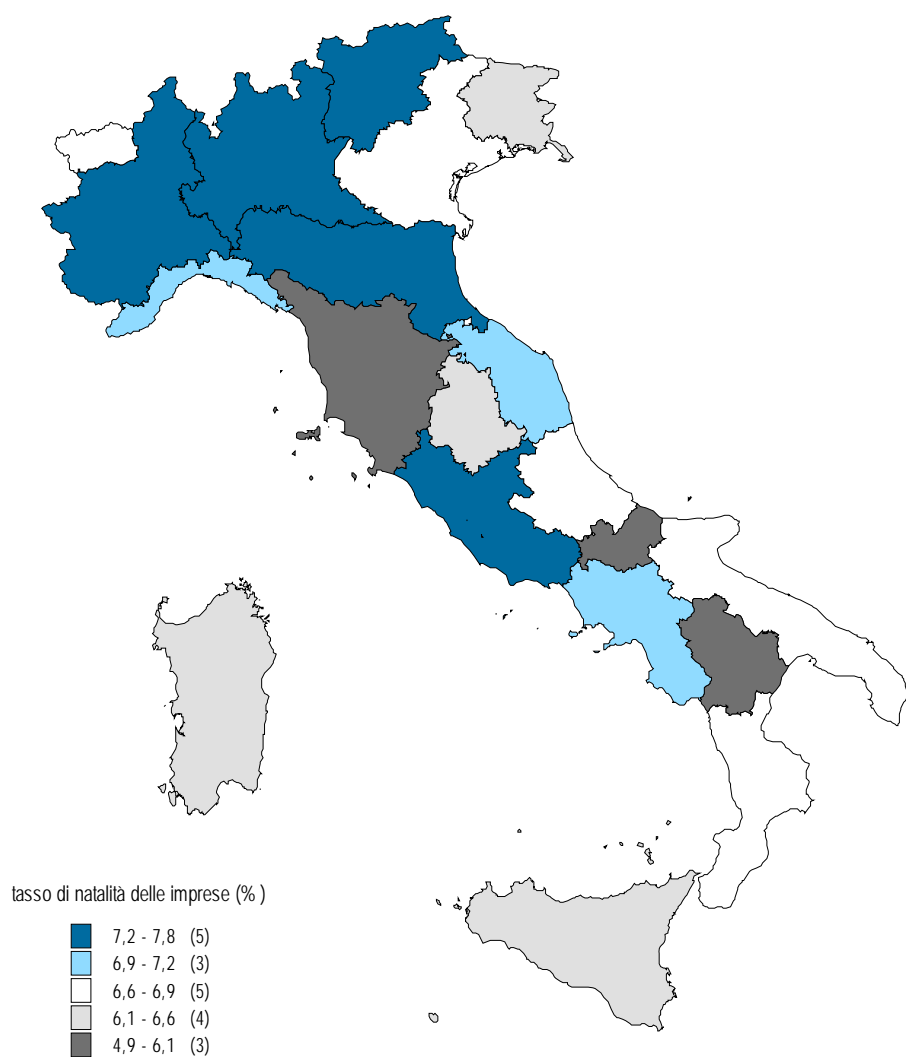 tasso di natalità delle imprese (% )
7,2 - 7,8 (5)
6,9 - 7,2 (3)
6,6 - 6,9 (5)
6,1 - 6,6 (4)
4,9 - 6,1 (3)